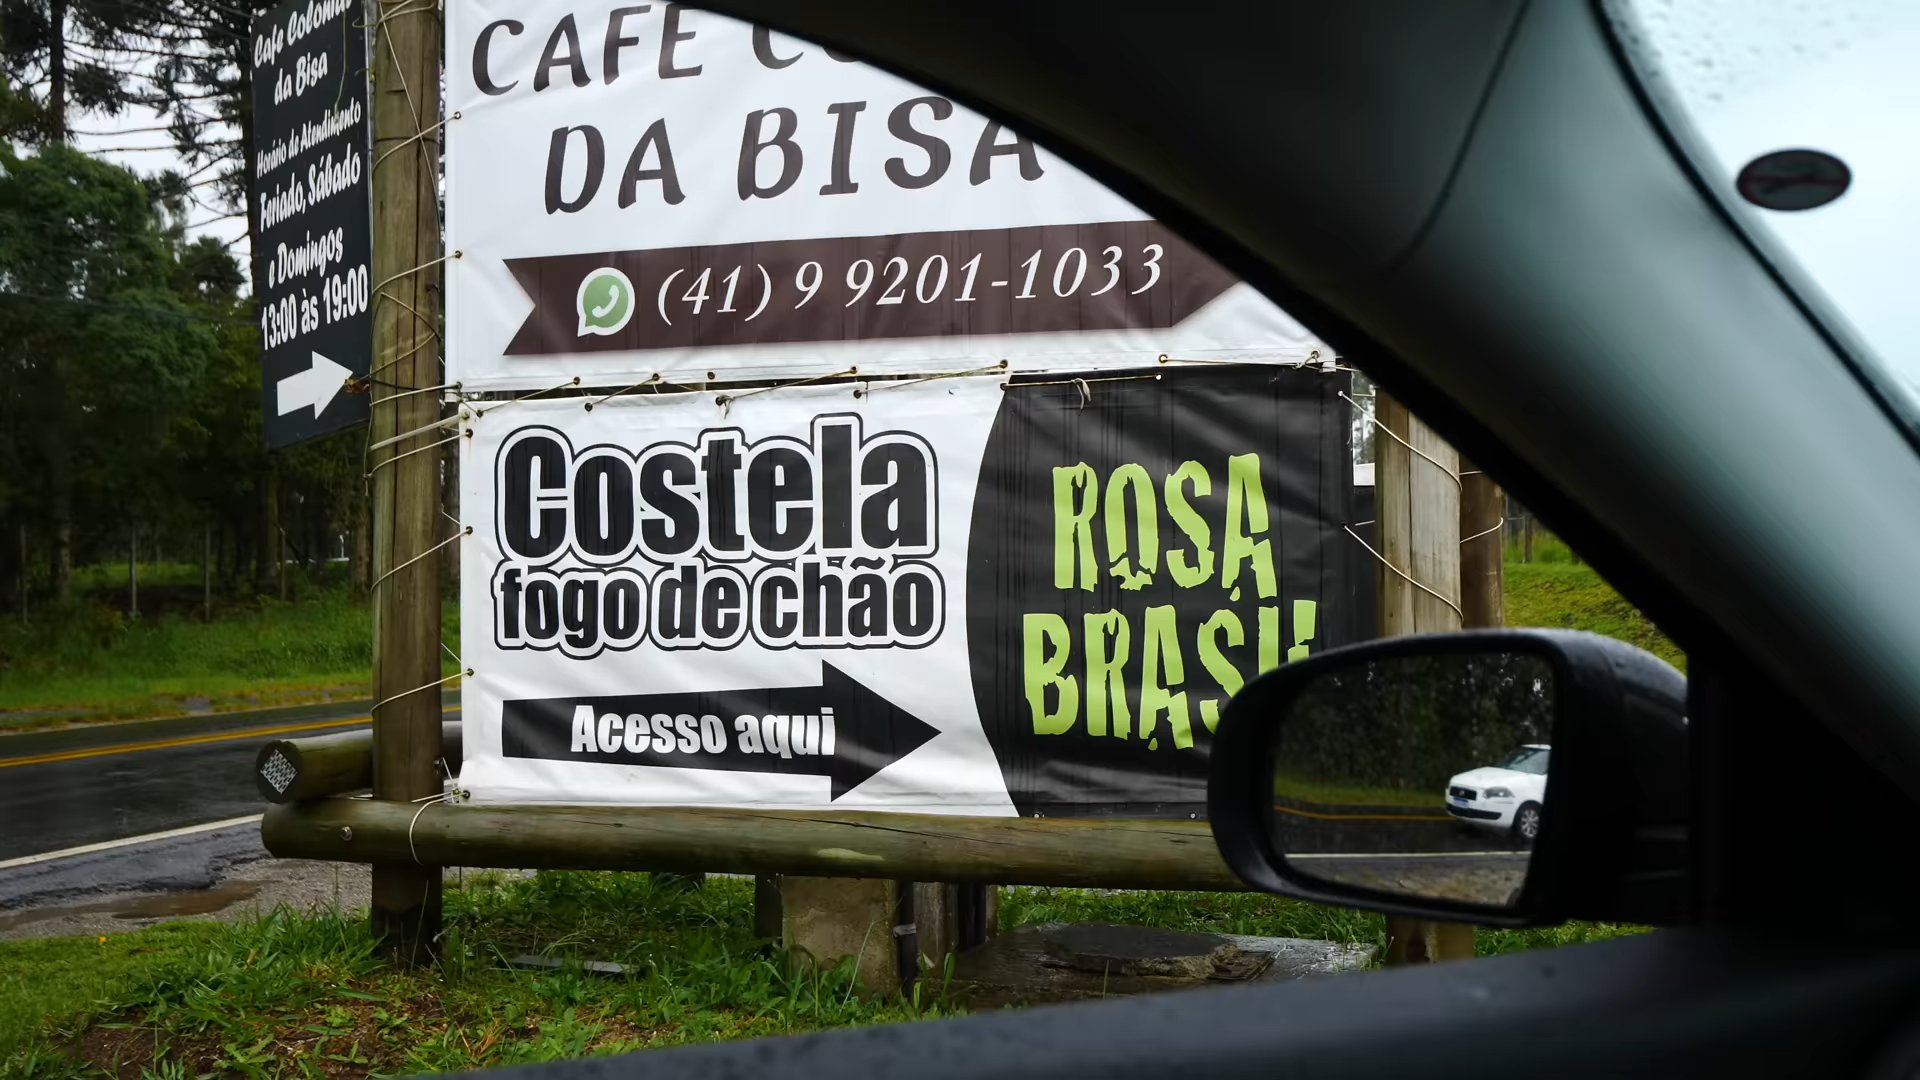 Cafe Colonial
da Bisa
Horário de Atendimento
Feriado, Sábado
e Domingos
13:00 às 19:00
CAFE
DA BISA
(41) 9 9201-1033
Costela
fogo de chão
Acesso aqui
ROSA
BRASIL